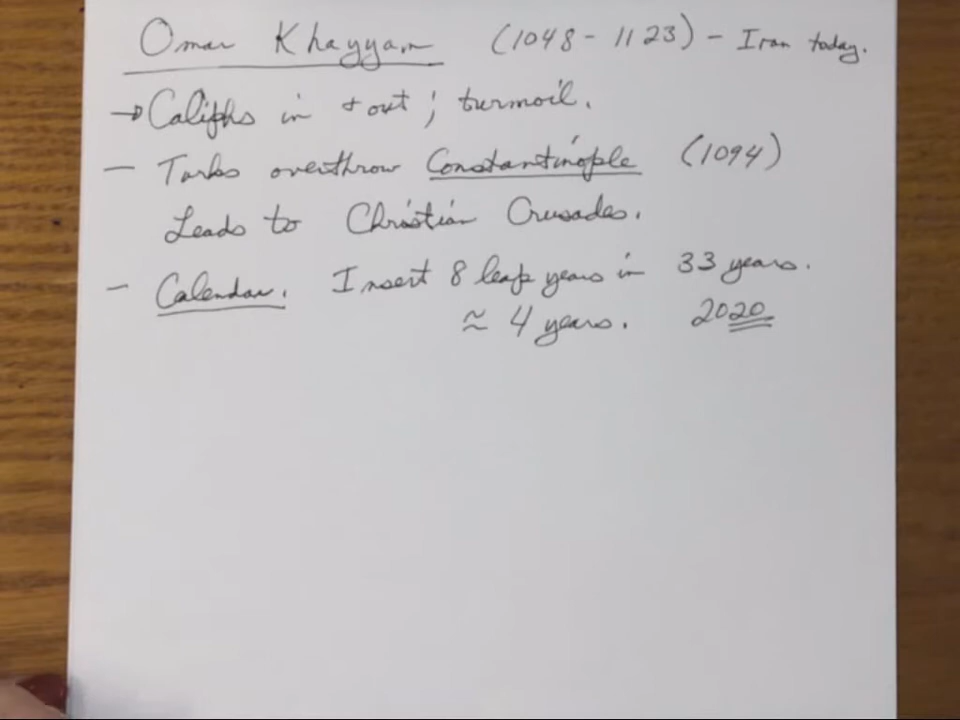 Omar Khayyam (1048 - 1123) - Iran today.
→ Caliphs in + out ; turmoil.
- Turks overthrow Constantinople (1094)
Leads to Christian Crusades.
- Calendar. Insert 8 leap years in 33 years.
≈ 4 years. 2020